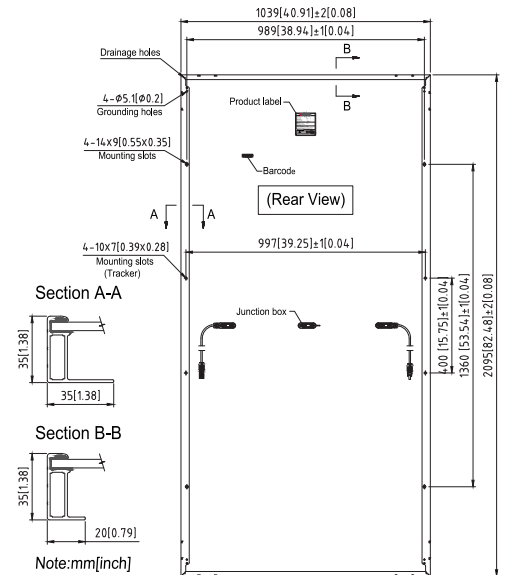 1039[40.91]±2[0.08]
989[38.94]±1[0.04]
Drainage holes
B
B
4-Ø5.1[Ø0.2]
Grounding holes
Product label
4-14x9[0.55x0.35]
Mounting slots
Barcode
(Rear View)
A
A
4-10x7[0.39x0.28]
Mounting slots
(Tracker)
997[39.25]±1[0.04]
Section A-A
Junction box
400 [15.75]±1[0.04]
1360 [53.54]±1[0.04]
2095[82.48]±2[0.08]
35[1.38]
35[1.38]
Section B-B
35[1.38]
20[0.79]
Note:mm[inch]